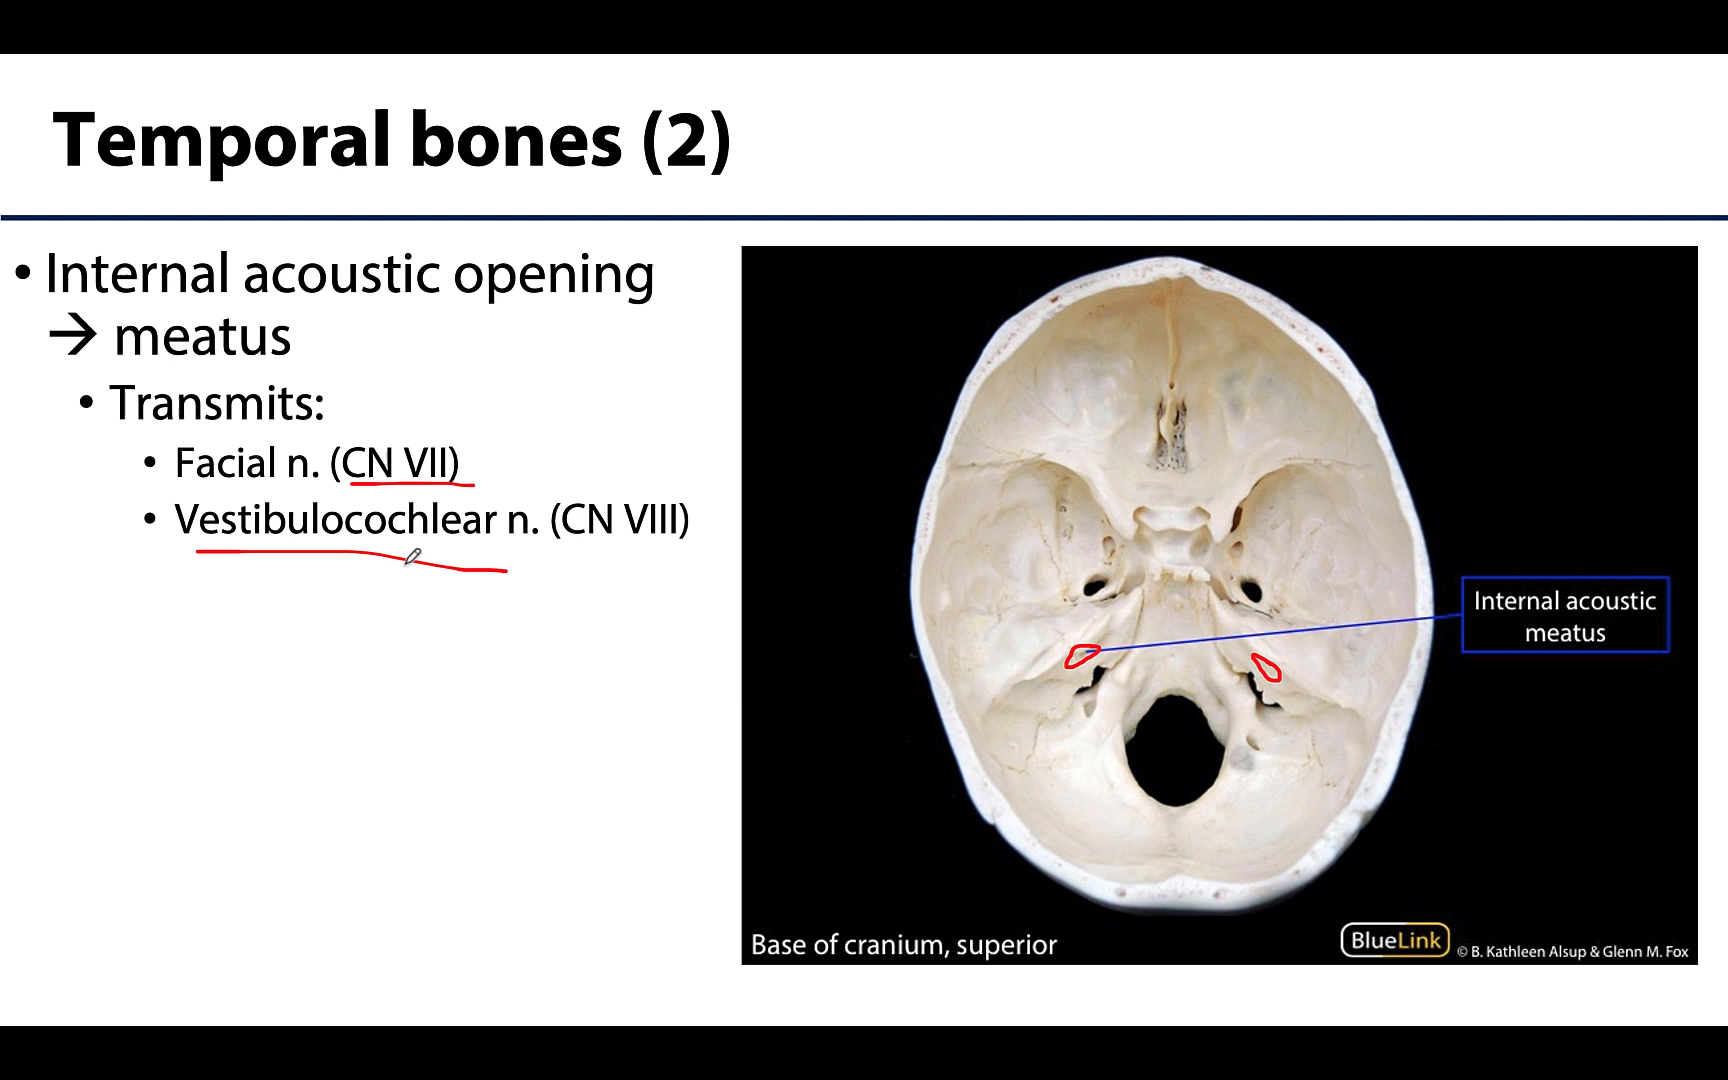 Temporal bones (2)
• Internal acoustic opening
→ meatus
• Transmits:
• Facial n. (CN VII)
• Vestibulocochlear n. (CN VIII)
Internal acoustic
meatus
Base of cranium, superior
BlueLink
© B. Kathleen Alsup & Glenn M. Fox